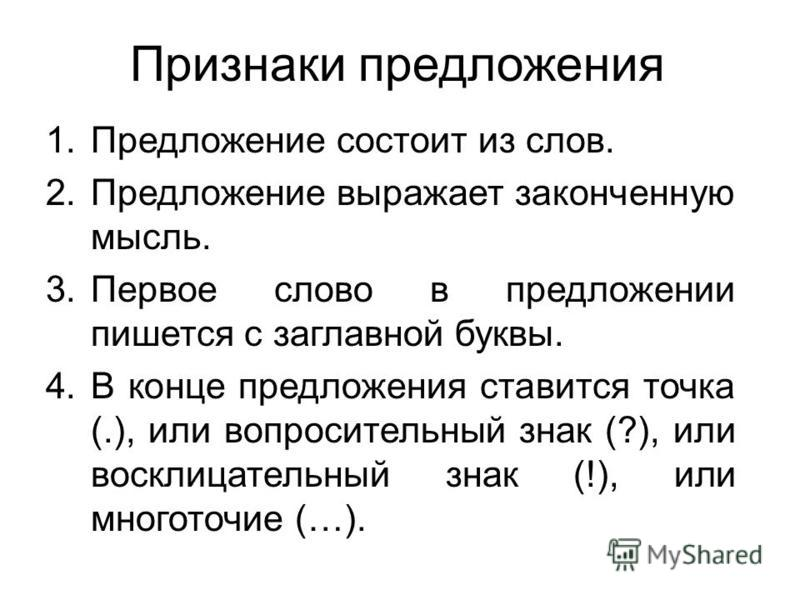 Признаки предложения
1. Предложение состоит из слов.
2. Предложение выражает законченную
мысль.
3. Первое слово в предложении
пишется с заглавной буквы.
4. В конце предложения ставится точка
(.), или вопросительный знак (?), или
восклицательный знак (!), или
многоточие (…).
MyShared